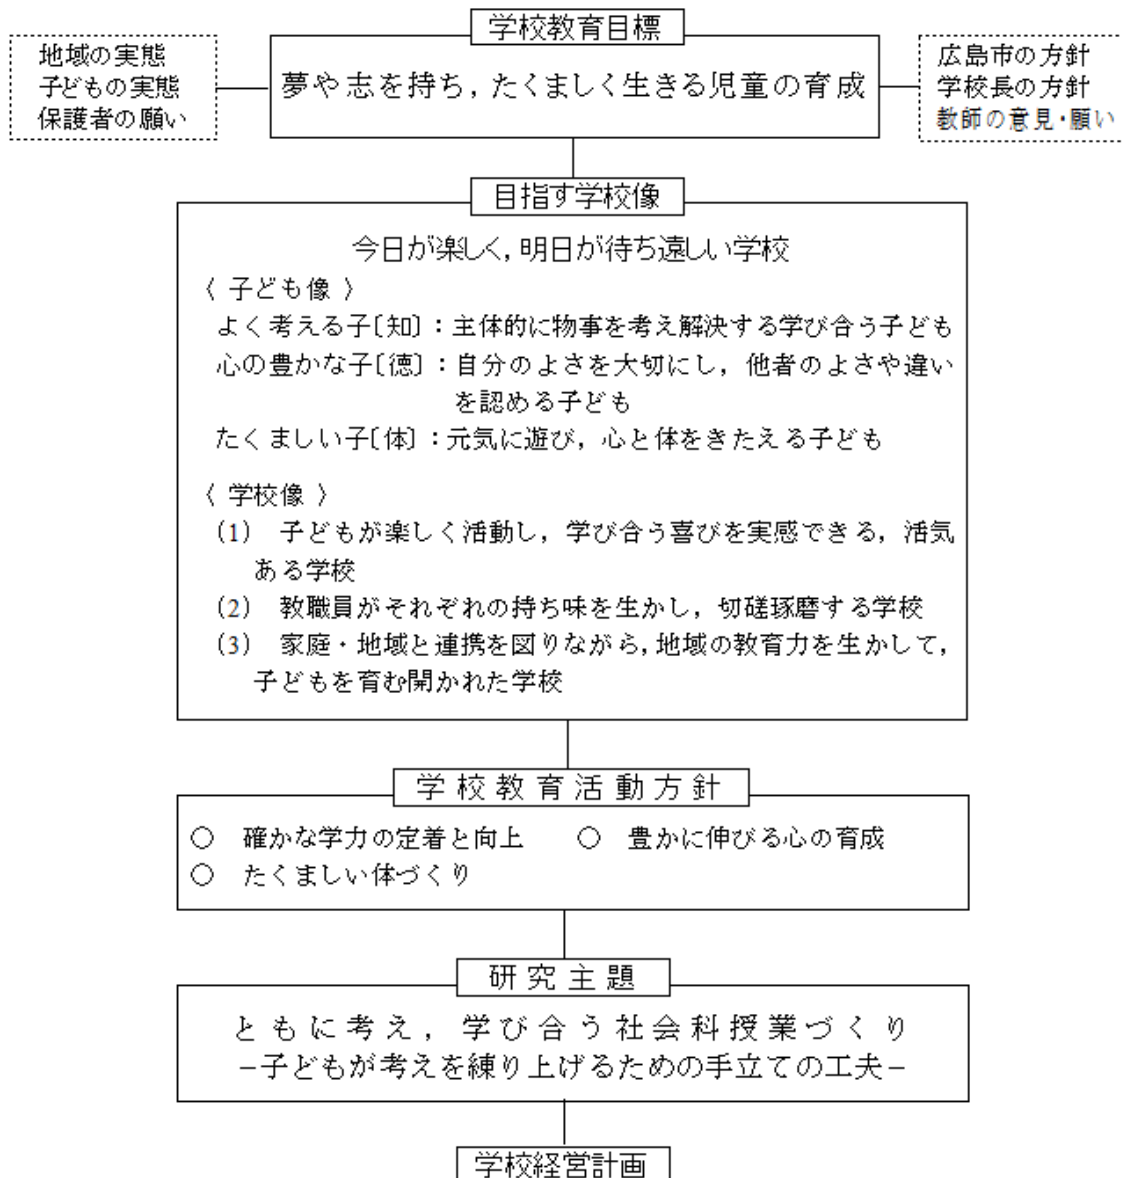 学校教育目標
地域の実態
子どもの実態
保護者の願い
夢や志を持ち，たくましく生きる児童の育成
広島市の方針
学校長の方針
教師の意見・願い
目指す学校像
今日が楽しく，明日が待ち遠しい学校
〈 子ども像 〉
よく考える子〔知〕：主体的に物事を考え解決する学び合う子ども
心の豊かな子〔徳〕：自分のよさを大切にし，他者のよさや違い
を認める子ども
たくましい子〔体〕：元気に遊び，心と体をきたえる子ども
〈 学校像 〉
(1) 子どもが楽しく活動し，学び合う喜びを実感できる，活気
ある学校
(2) 教職員がそれぞれの持ち味を生かし，切磋琢磨する学校
(3) 家庭・地域と連携を図りながら，地域の教育力を生かして，
子どもを育む開かれた学校
学校教育活動方針
○ 確かな学力の定着と向上 ○ 豊かに伸びる心の育成
○ たくましい体づくり
研究主題
ともに考え，学び合う社会科授業づくり
−子どもが考えを練り上げるための手立ての工夫−
学校経営計画